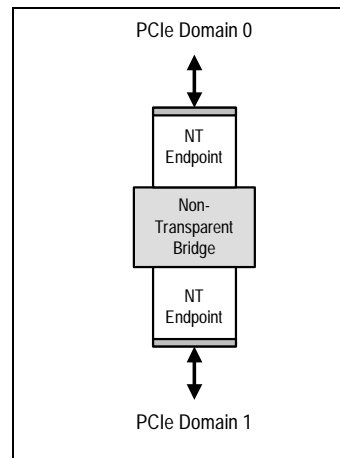 PCIe Domain 0
NT
Endpoint
Non-
Transparent
Bridge
NT
Endpoint
PCIe Domain 1